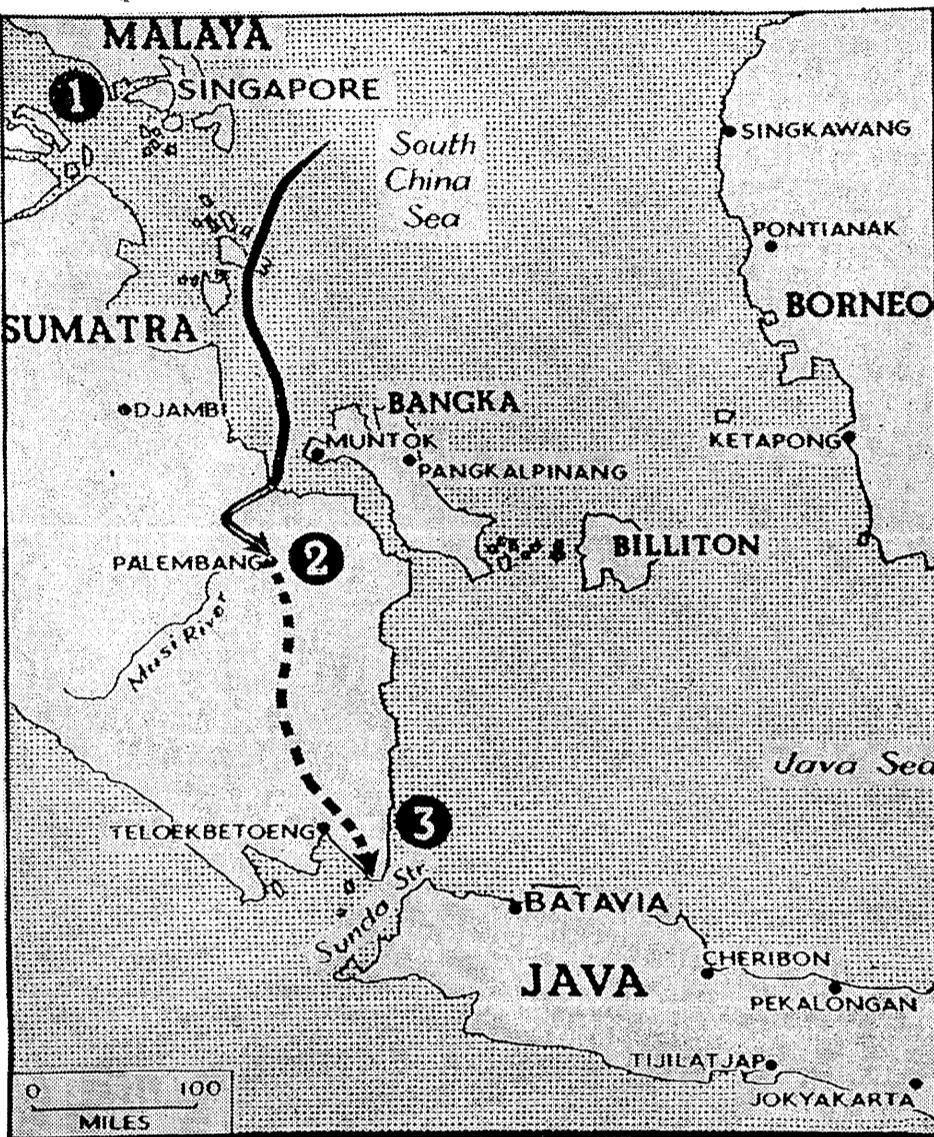 MALAYA
1
SINGAPORE
South
China
Sea
SINGKAWANG
PONTIANAK
BORNEO
SUMATRA
DJAMBI
BANGKA
MUNTOK
PANGKALPINANG
KETAPONG
BILLITON
PALEMBANG
2
Musi River
Java Sea
TELOEKBETOENG
3
Sunda Str.
BATAVIA
CHERIBON
JAVA
PEKALONGAN
TIJILATJAP
JOKYAKARTA
0 100
MILES